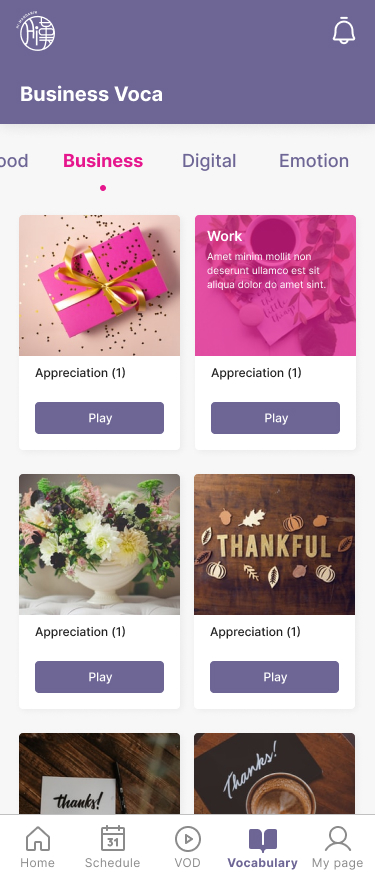 Business Voca
ood
Business
Digital
Emotion
Work
Amet minim mollit non
deserunt ullamco est sit
aliqua dolor do amet sint.
Appreciation (1)
Appreciation (1)
Play
Play
THANKFUL
Appreciation (1)
Appreciation (1)
Play
Play
thanks!
Thanks!
31
Home
Schedule
VOD
Vocabulary
My page